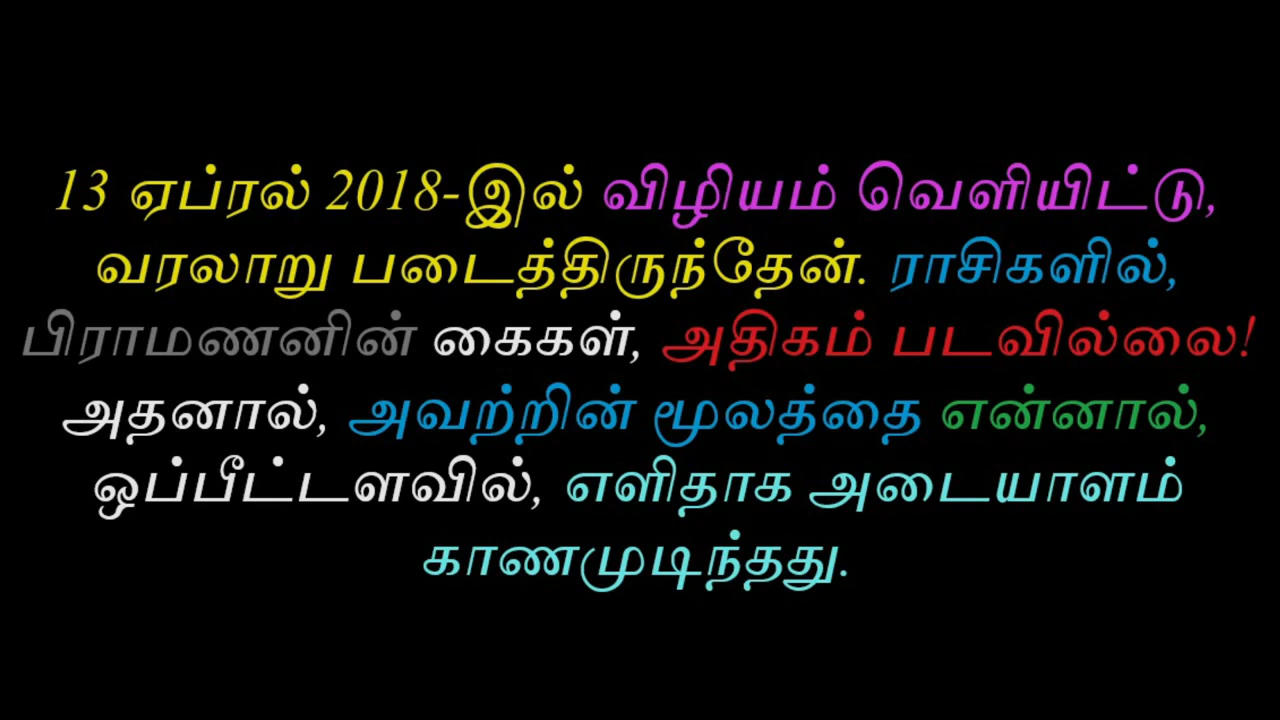 13 ஏப்ரல் 2018-இல் விழியம் வெளியிட்டு,
வரலாறு படைத்திருந்தேன். ராசிகளில்,
பிராமணனின் கைகள், அதிகம் படவில்லை!
அதனால், அவற்றின் மூலத்தை என்னால்,
ஒப்பீட்டளவில், எளிதாக அடையாளம்
காணமுடிந்தது.